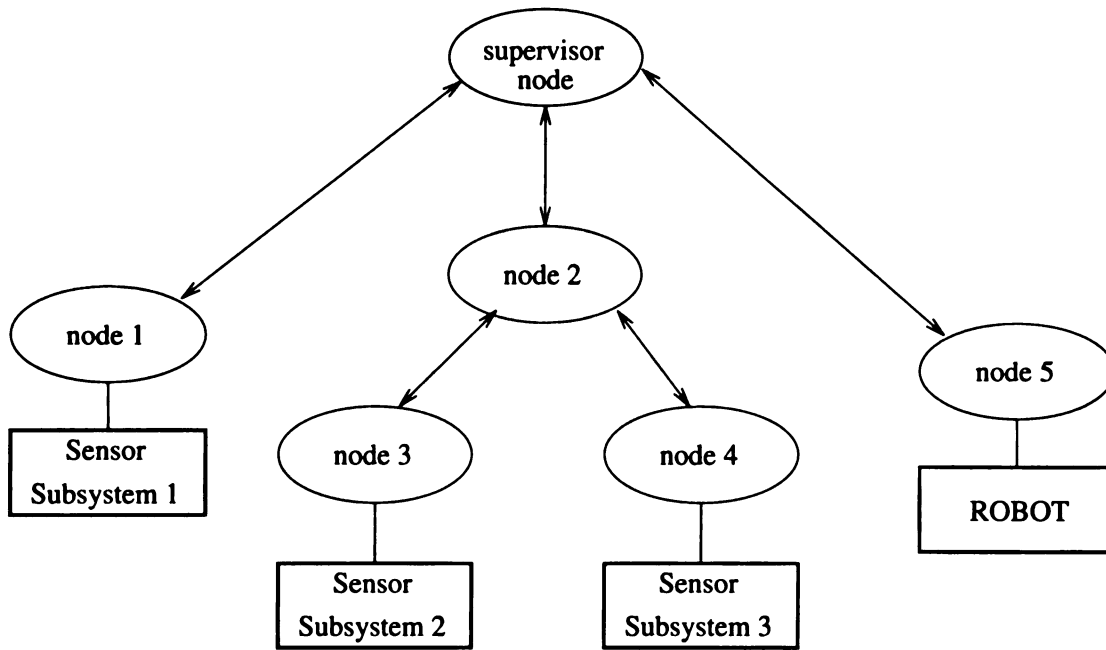 supervisor
node
node 2
node 1
node 5
Sensor
Subsystem 1
node 3
node 4
ROBOT
Sensor
Subsystem 2
Sensor
Subsystem 3